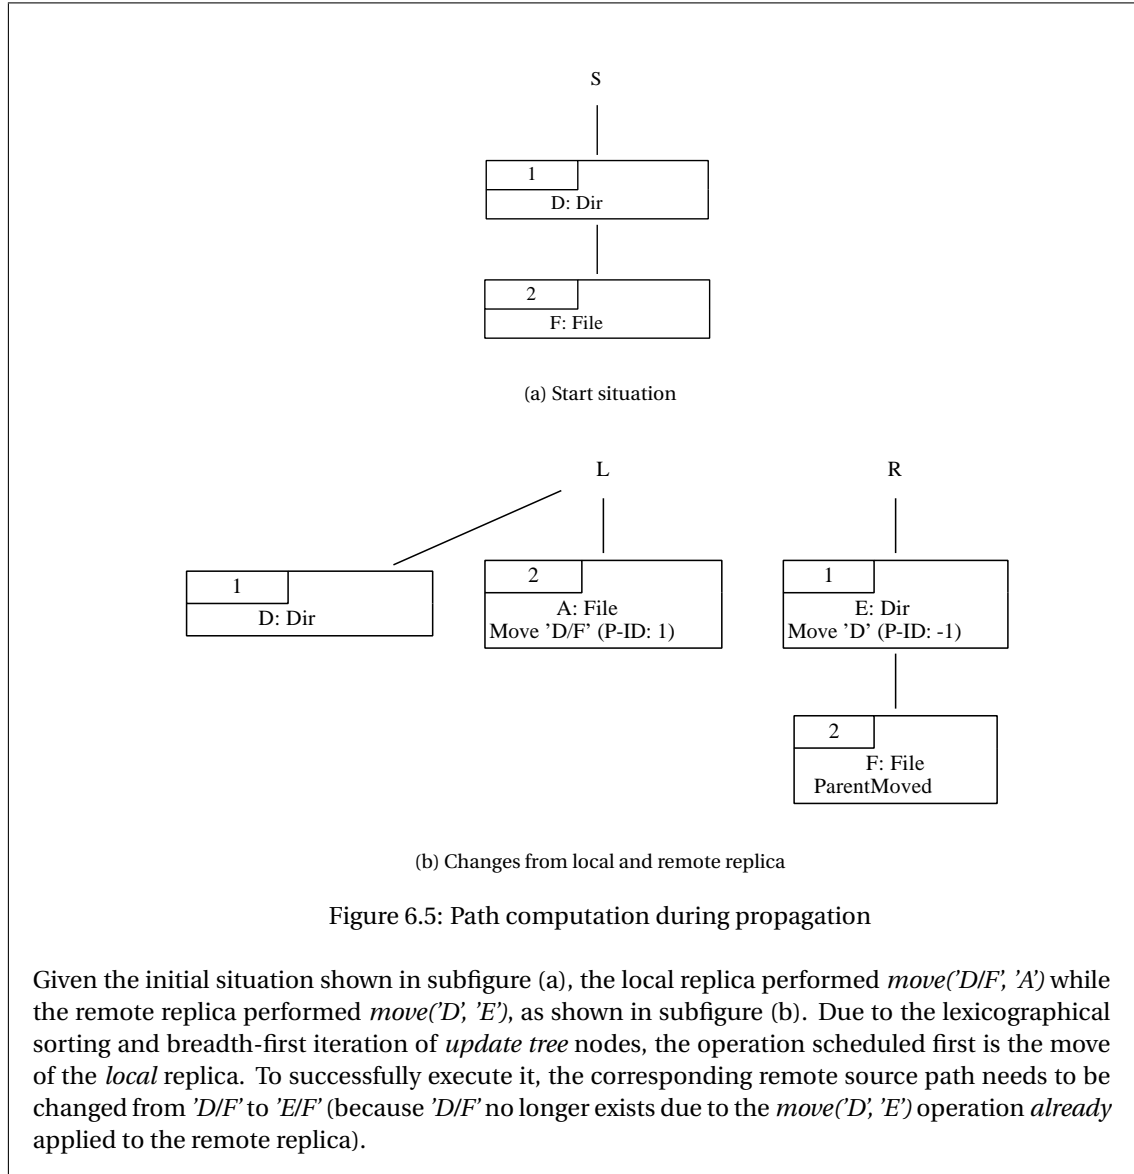 S
1
D: Dir
2
F: File
(a) Start situation
L
R
1
D: Dir
2
A: File
Move ’D/F’ (P-ID: 1)
1
E: Dir
Move ’D’ (P-ID: -1)
2
F: File
ParentMoved
(b) Changes from local and remote replica
Figure 6.5: Path computation during propagation
Given the initial situation shown in subfigure (a), the local replica performed move(’D/F’, ’A’) while
the remote replica performed move(’D’, ’E’), as shown in subfigure (b). Due to the lexicographical
sorting and breadth-first iteration of update tree nodes, the operation scheduled first is the move
of the local replica. To successfully execute it, the corresponding remote source path needs to be
changed from ’D/F’ to ’E/F’ (because ’D/F’ no longer exists due to the move(’D’, ’E’) operation already
applied to the remote replica).